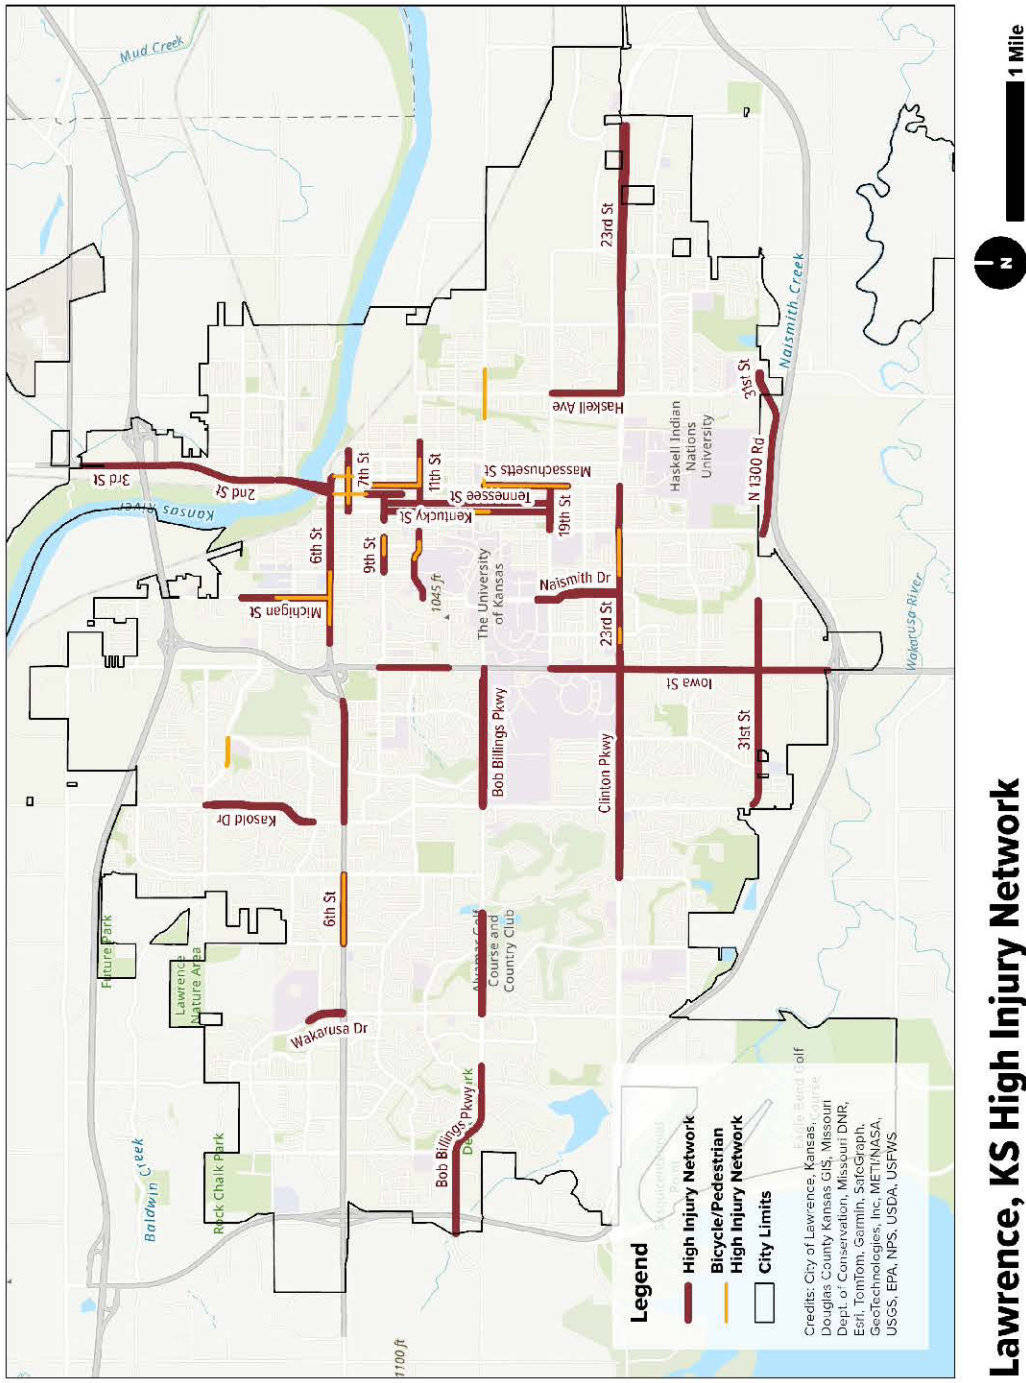 Mud Creek
Kansas River
3rd St
2nd St
6th St
7th St
9th St
11th St
Michigan St
Massachusetts St
Tennessee St
Kentucky St
19th St
1045 ft
The University
of Kansas
Naismith Dr
23rd St
23rd St
Haskell Ave
Haskell Indian
Nations
University
31st St
N 1300 Rd
Naismith Creek
Wakarusa River
Iowa St
31st St
Bob Billings Pkwy
Clinton Pkwy
Kasold Dr
6th St
Future Park
Lawrence
Nature Area
Wakarusa Dr
Alvamar Golf
Course and
Country Club
Bob Billings Pkwy
Rock Chalk Park
Baldwin Creek
1100 ft
Legend
High Injury Network
Bicycle/Pedestrian
High Injury Network
City Limits
Credits: City of Lawrence, Kansas,
Douglas County Kansas GIS, Missouri
Dept. of Conservation, Missouri DNR,
Esri, TomTom, Garmin, SafeGraph,
GeoTechnologies, Inc, METI/NASA,
USGS, EPA, NPS, USDA, USFWS
Bend Golf
Course
Lawrence, KS High Injury Network
N
1 Mile